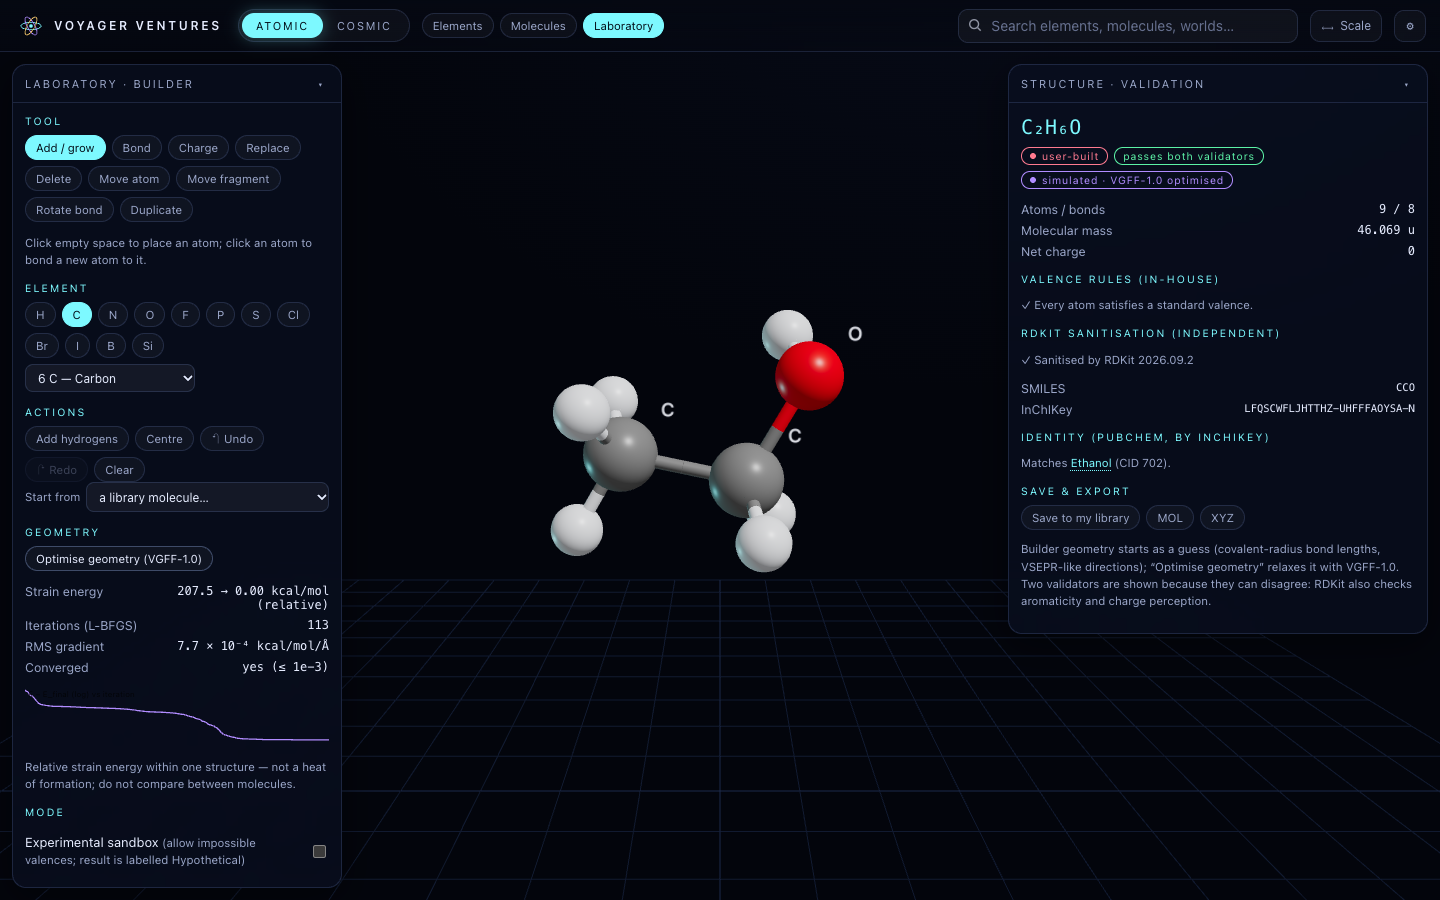 VOYAGER VENTURES
ATOMIC
COSMIC
Elements
Molecules
Laboratory
Search elements, molecules, worlds...
Scale
LABORATORY · BUILDER
TOOL
Add / grow
Bond
Charge
Replace
Delete
Move atom
Move fragment
Rotate bond
Duplicate
Click empty space to place an atom; click an atom to
bond a new atom to it.
ELEMENT
H
C
N
O
F
P
S
Cl
Br
I
B
Si
6 C — Carbon
ACTIONS
Add hydrogens
Centre
Undo
Redo
Clear
Start from
a library molecule…
GEOMETRY
Optimise geometry (VGFF-1.0)
Strain energy
207.5 → 0.00 kcal/mol
(relative)
Iterations (L-BFGS)
113
RMS gradient
7.7 × 10⁻⁴ kcal/mol/Å
Converged
yes (≤ 1e−3)
Relative strain energy within one structure — not a heat
of formation; do not compare between molecules.
MODE
Experimental sandbox (allow impossible
valences; result is labelled Hypothetical)
O
C
C
STRUCTURE · VALIDATION
C₂H₆O
user-built
passes both validators
simulated · VGFF-1.0 optimised
Atoms / bonds
9 / 8
Molecular mass
46.069 u
Net charge
0
VALENCE RULES (IN-HOUSE)
✓ Every atom satisfies a standard valence.
RDKIT SANITISATION (INDEPENDENT)
✓ Sanitised by RDKit 2026.09.2
SMILES
CCO
InChIKey
LFQSCWFLJHTTHZ-UHFFFAOYSA-N
IDENTITY (PUBCHEM, BY INCHIKEY)
Matches Ethanol (CID 702).
SAVE & EXPORT
Save to my library
MOL
XYZ
Builder geometry starts as a guess (covalent-radius bond lengths,
VSEPR-like directions); “Optimise geometry” relaxes it with VGFF-1.0.
Two validators are shown because they can disagree: RDKit also checks
aromaticity and charge perception.